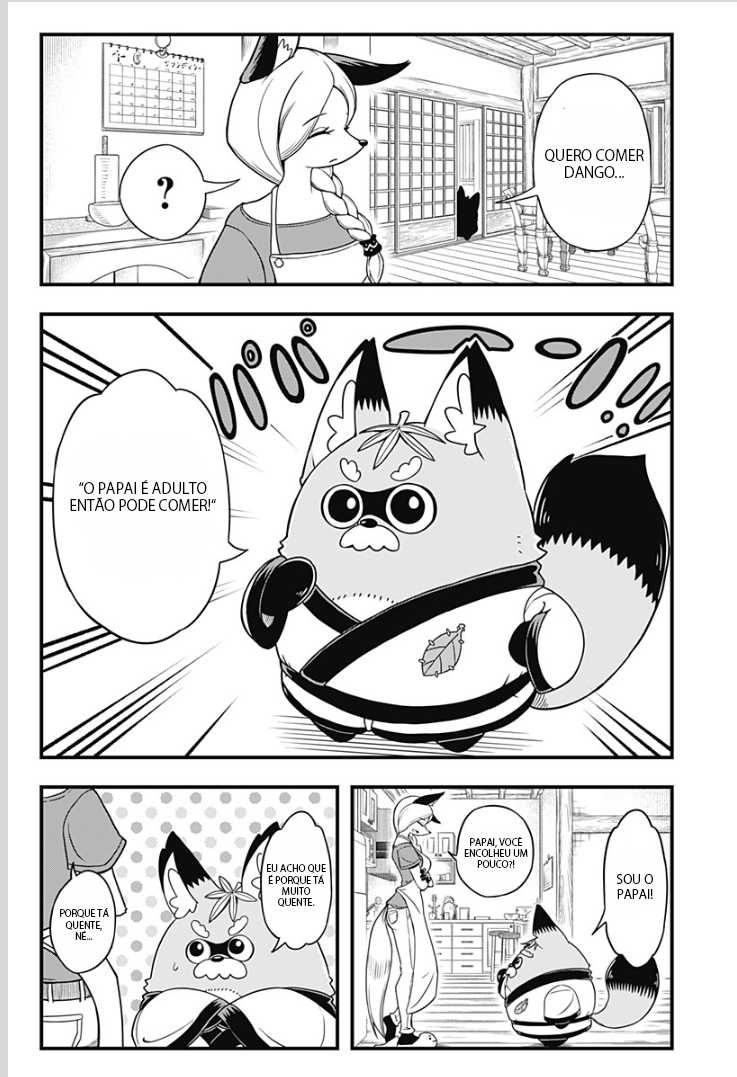 QUERO COMER
DANGO...
?
“O PAPAI É ADULTO
ENTÃO PODE COMER!“
SOU O
PAPAI!
PAPAI, VOCÊ
ENCOLHEU UM
POUCO?!
EU ACHO QUE
É PORQUE TÁ
MUITO
QUENTE.
PORQUE TÁ
QUENTE,
NÉ...